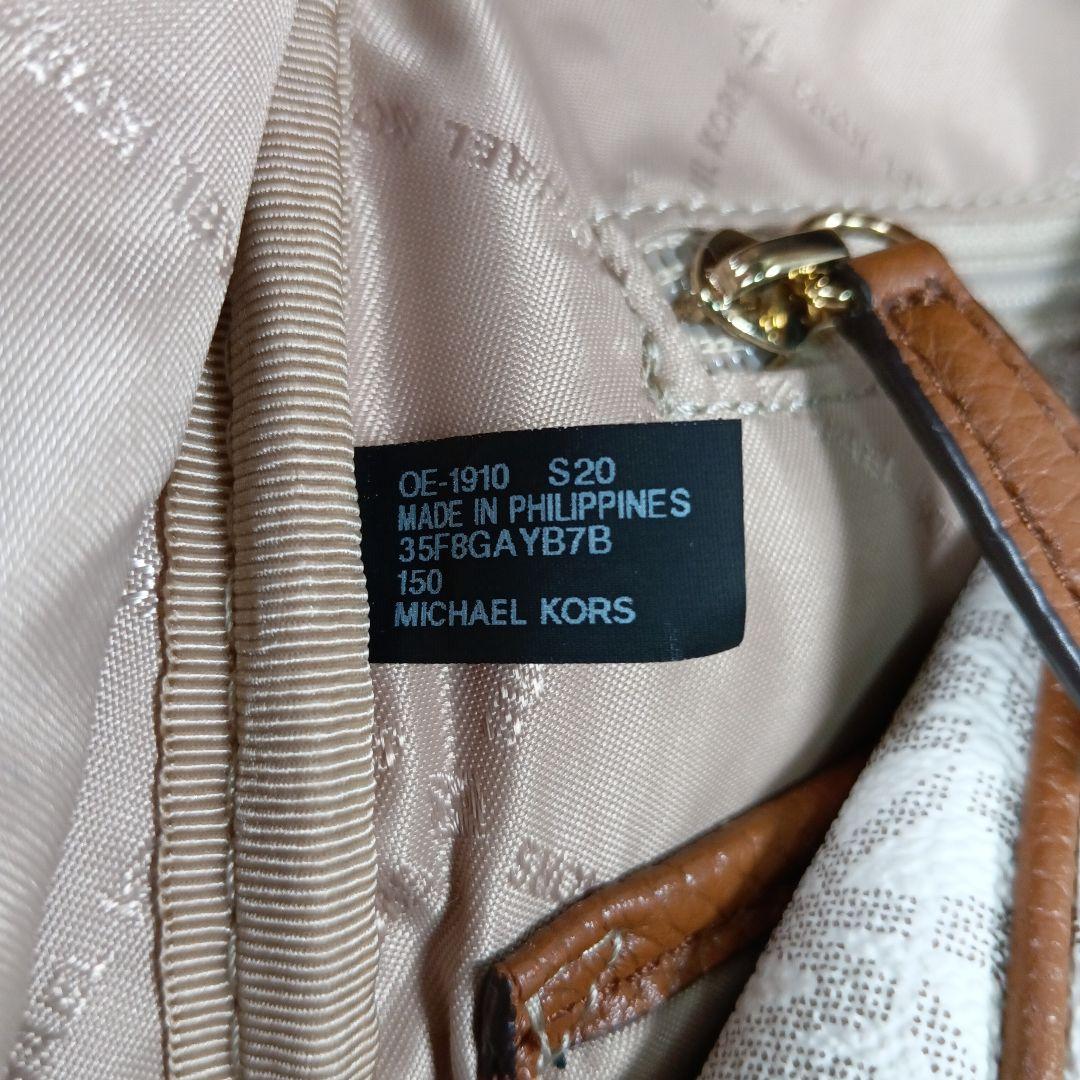 OE-1910 S20
MADE IN PHILIPPINES
35F8GAYB7B
150
MICHAEL KORS